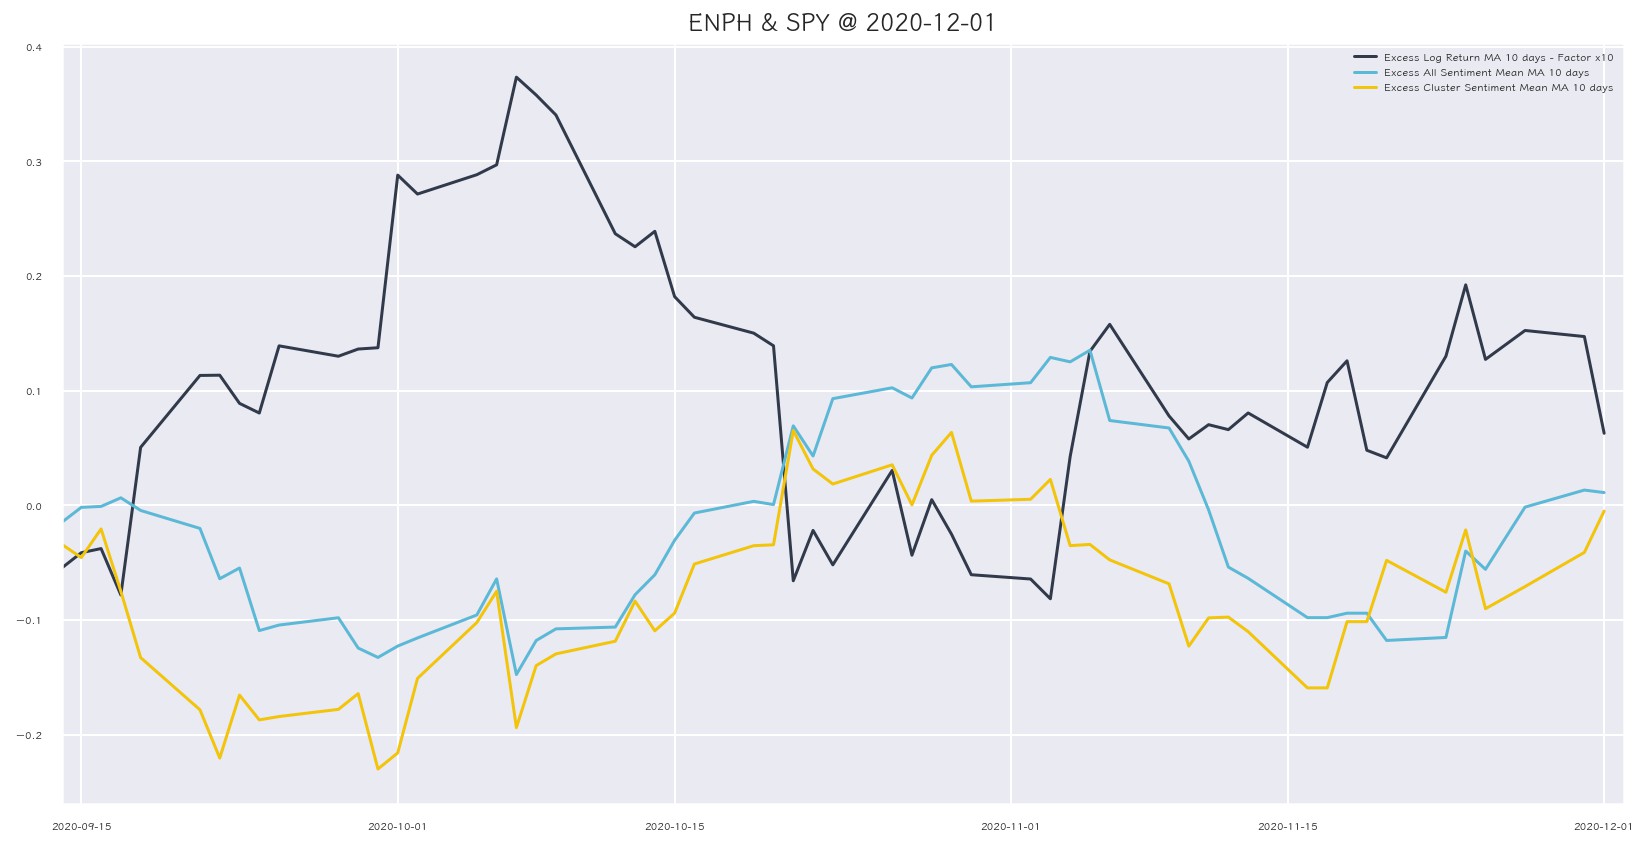 ENPH & SPY @ 2020-12-01
Excess Log Return MA 10 days - Factor x10
Excess All Sentiment Mean MA 10 days
Excess Cluster Sentiment Mean MA 10 days
0.4
0.3
0.2
0.1
0.0
−0.1
−0.2
2020-09-15 2020-10-01 2020-10-15 2020-11-01 2020-11-15 2020-12-01